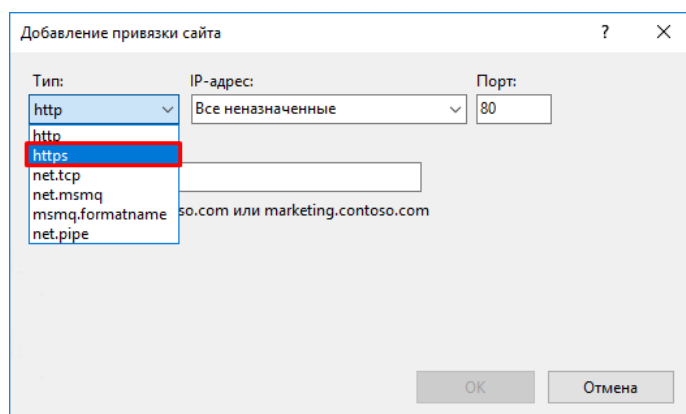 Добавление привязки сайта ?
Тип: IP-адрес: Порт:
http Все неназначенные 80
http
https
net.tcp
net.msmq
msmq.formatname so.com или marketing.contoso.com
net.pipe
OK Отмена